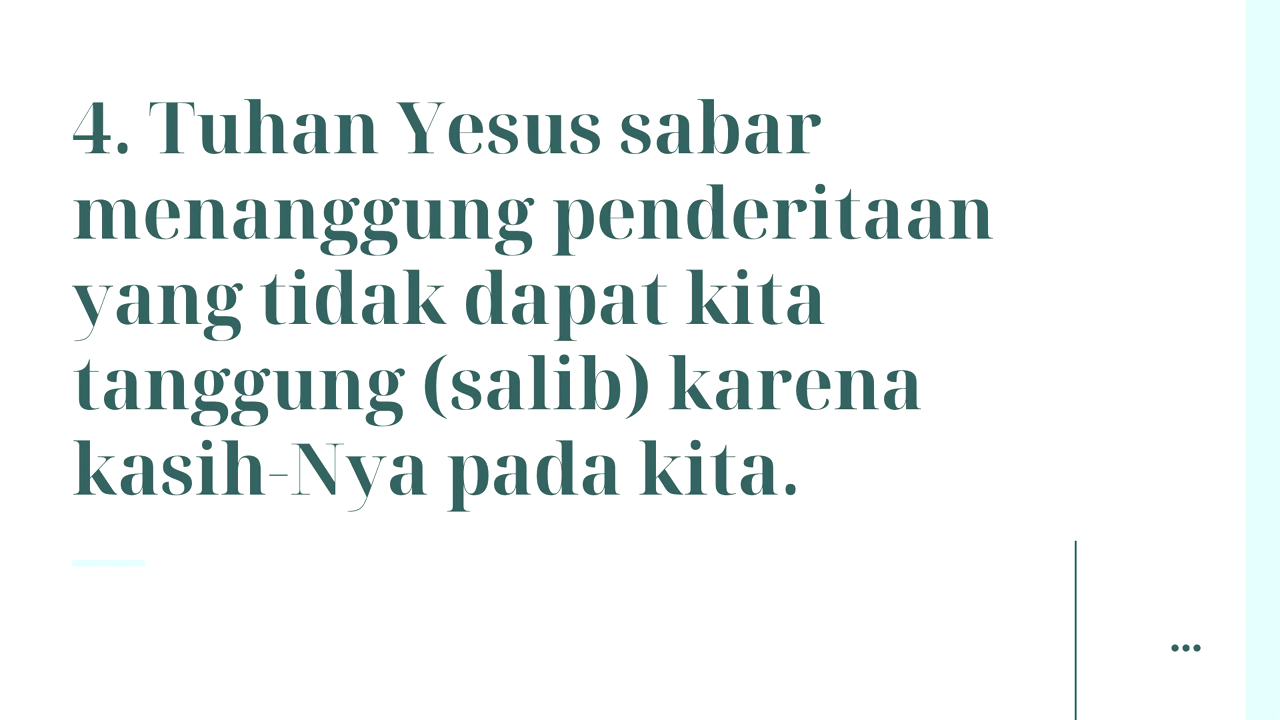 4. Tuhan Yesus sabar
menanggung penderitaan
yang tidak dapat kita
tanggung (salib) karena
kasih-Nya pada kita.